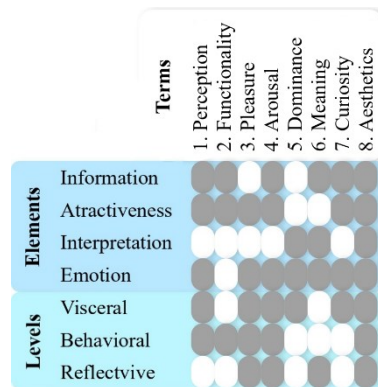 Terms
1. Perception
2. Functionality
3. Pleasure
4. Arousal
5. Dominance
6. Meaning
7. Curiosity
8. Aesthetics
Elements
Information
Atractiveness
Interpretation
Emotion
Levels
Visceral
Behavioral
Reflectvive